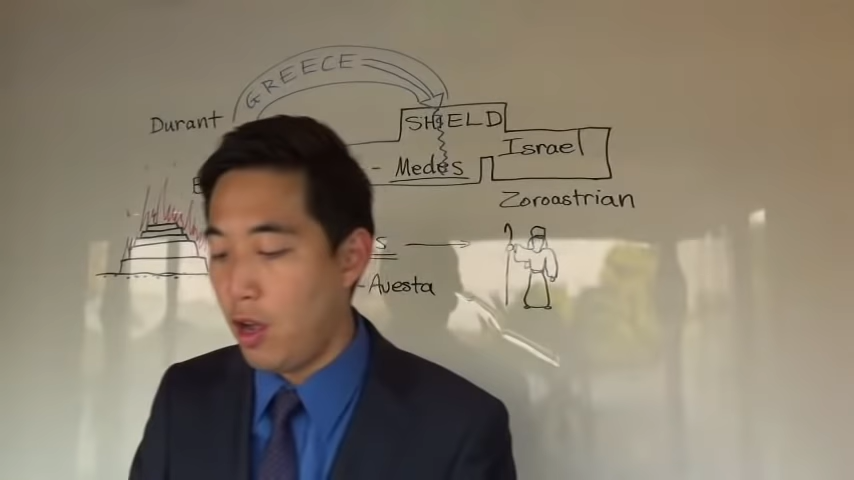 GREECE
Durant
SHIELD
Israel
- Medes
Zoroastrian
s
-Avesta